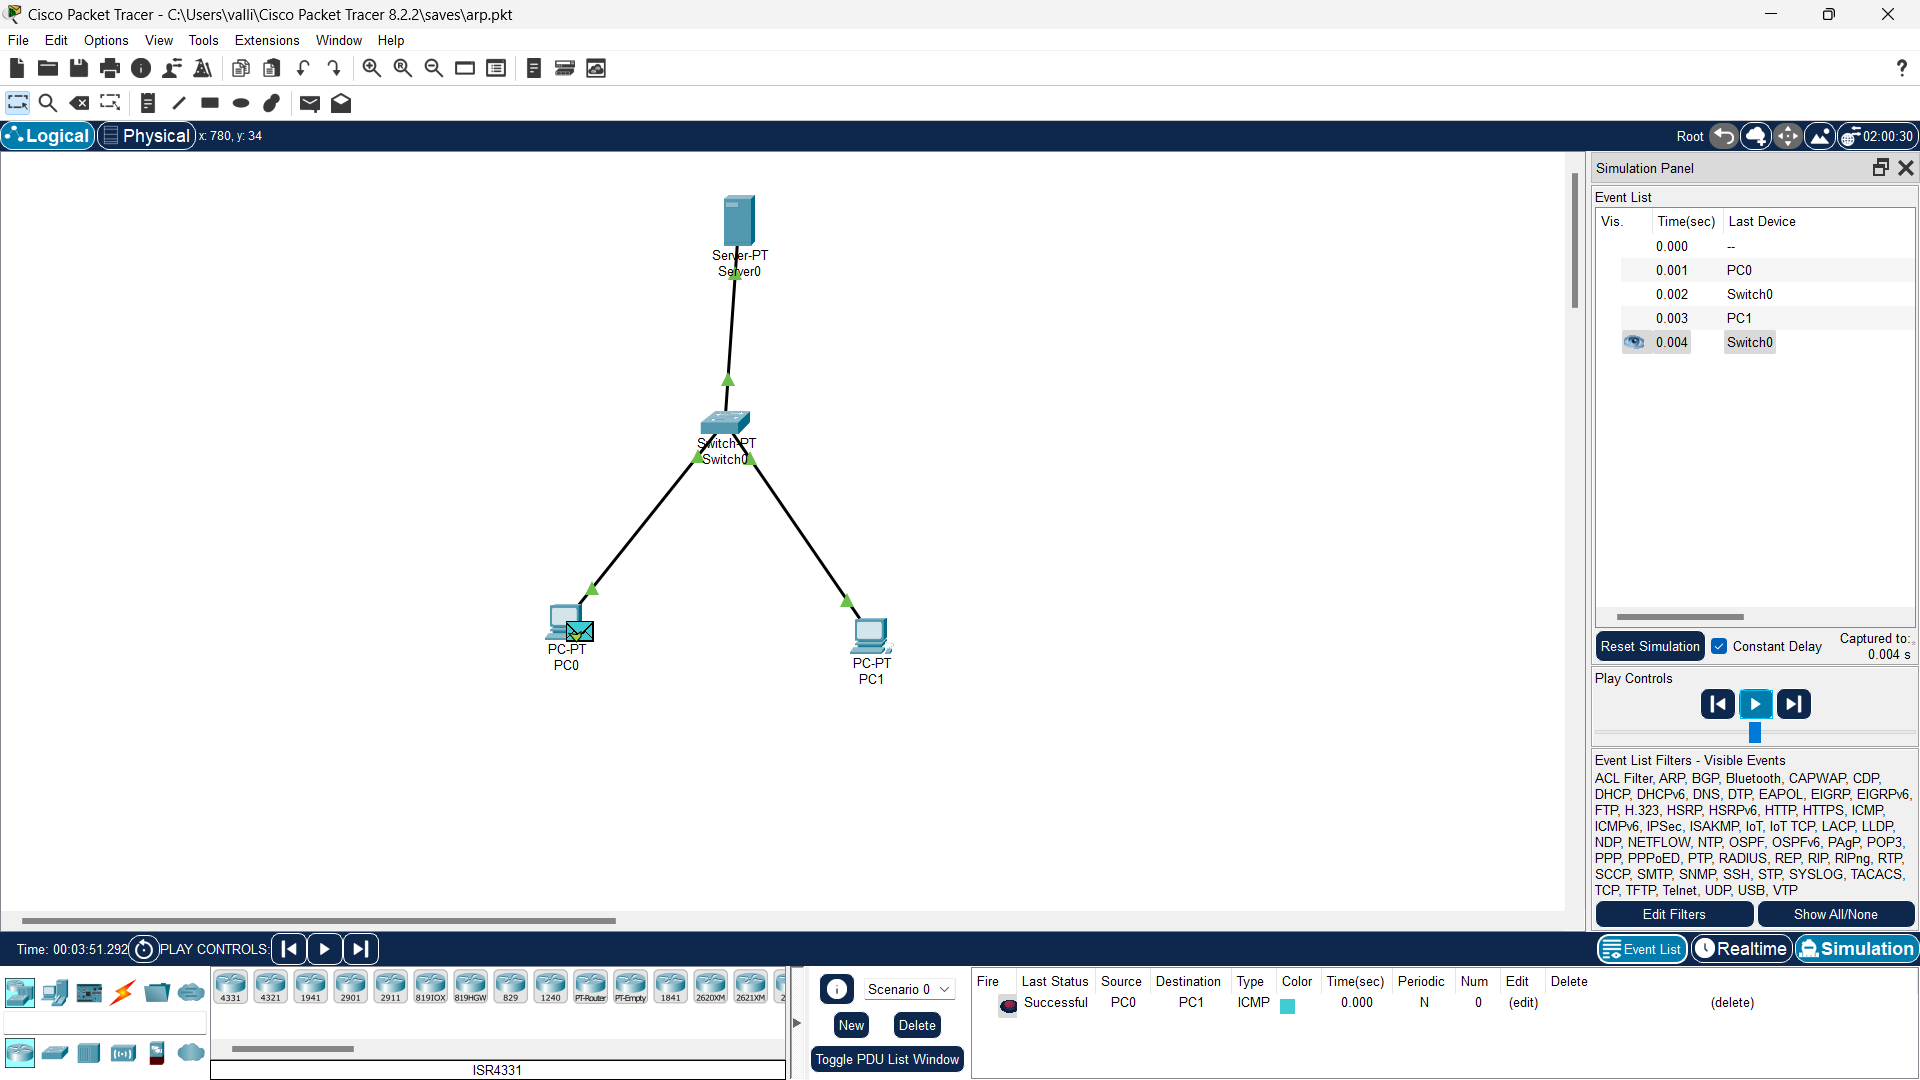 Cisco Packet Tracer - C:\Users\valli\Cisco Packet Tracer 8.2.2\saves\arp.pkt
File Edit Options View Tools Extensions Window Help
?
Logical Physical x: 780, y: 34 Root 02:00:30
Simulation Panel
Event List
Vis. Time(sec) Last Device
0.000 --
0.001 PC0
0.002 Switch0
0.003 PC1
0.004 Switch0
Server-PT
Server0
Switch-PT
Switch0
PC-PT
PC0
PC-PT
PC1
Reset Simulation Constant Delay Captured to:
0.004 s
Play Controls
Event List Filters - Visible Events
ACL Filter, ARP, BGP, Bluetooth, CAPWAP, CDP,
DHCP, DHCPv6, DNS, DTP, EAPOL, EIGRP, EIGRPv6,
FTP, H.323, HSRP, HSRPv6, HTTP, HTTPS, ICMP,
ICMPv6, IPSec, ISAKMP, IoT, IoT TCP, LACP, LLDP,
NDP, NETFLOW, NTP, OSPF, OSPFv6, PAgP, POP3,
PPP, PPPoED, PTP, RADIUS, REP, RIP, RIPng, RTP,
SCCP, SMTP, SNMP, SSH, STP, SYSLOG, TACACS,
TCP, TFTP, Telnet, UDP, USB, VTP
Edit Filters Show All/None
Time: 00:03:51.292 PLAY CONTROLS: Event List Realtime Simulation
4331 4321 1941 2901 2911 819IOX 819HGW 829 1240 PT-Router PT-Empty 1841 2620XM 2621XM 2
ISR4331
Scenario 0
New Delete
Toggle PDU List Window
Fire Last Status Source Destination Type Color Time(sec) Periodic Num Edit Delete
Successful PC0 PC1 ICMP 0.000 N 0 (edit) (delete)